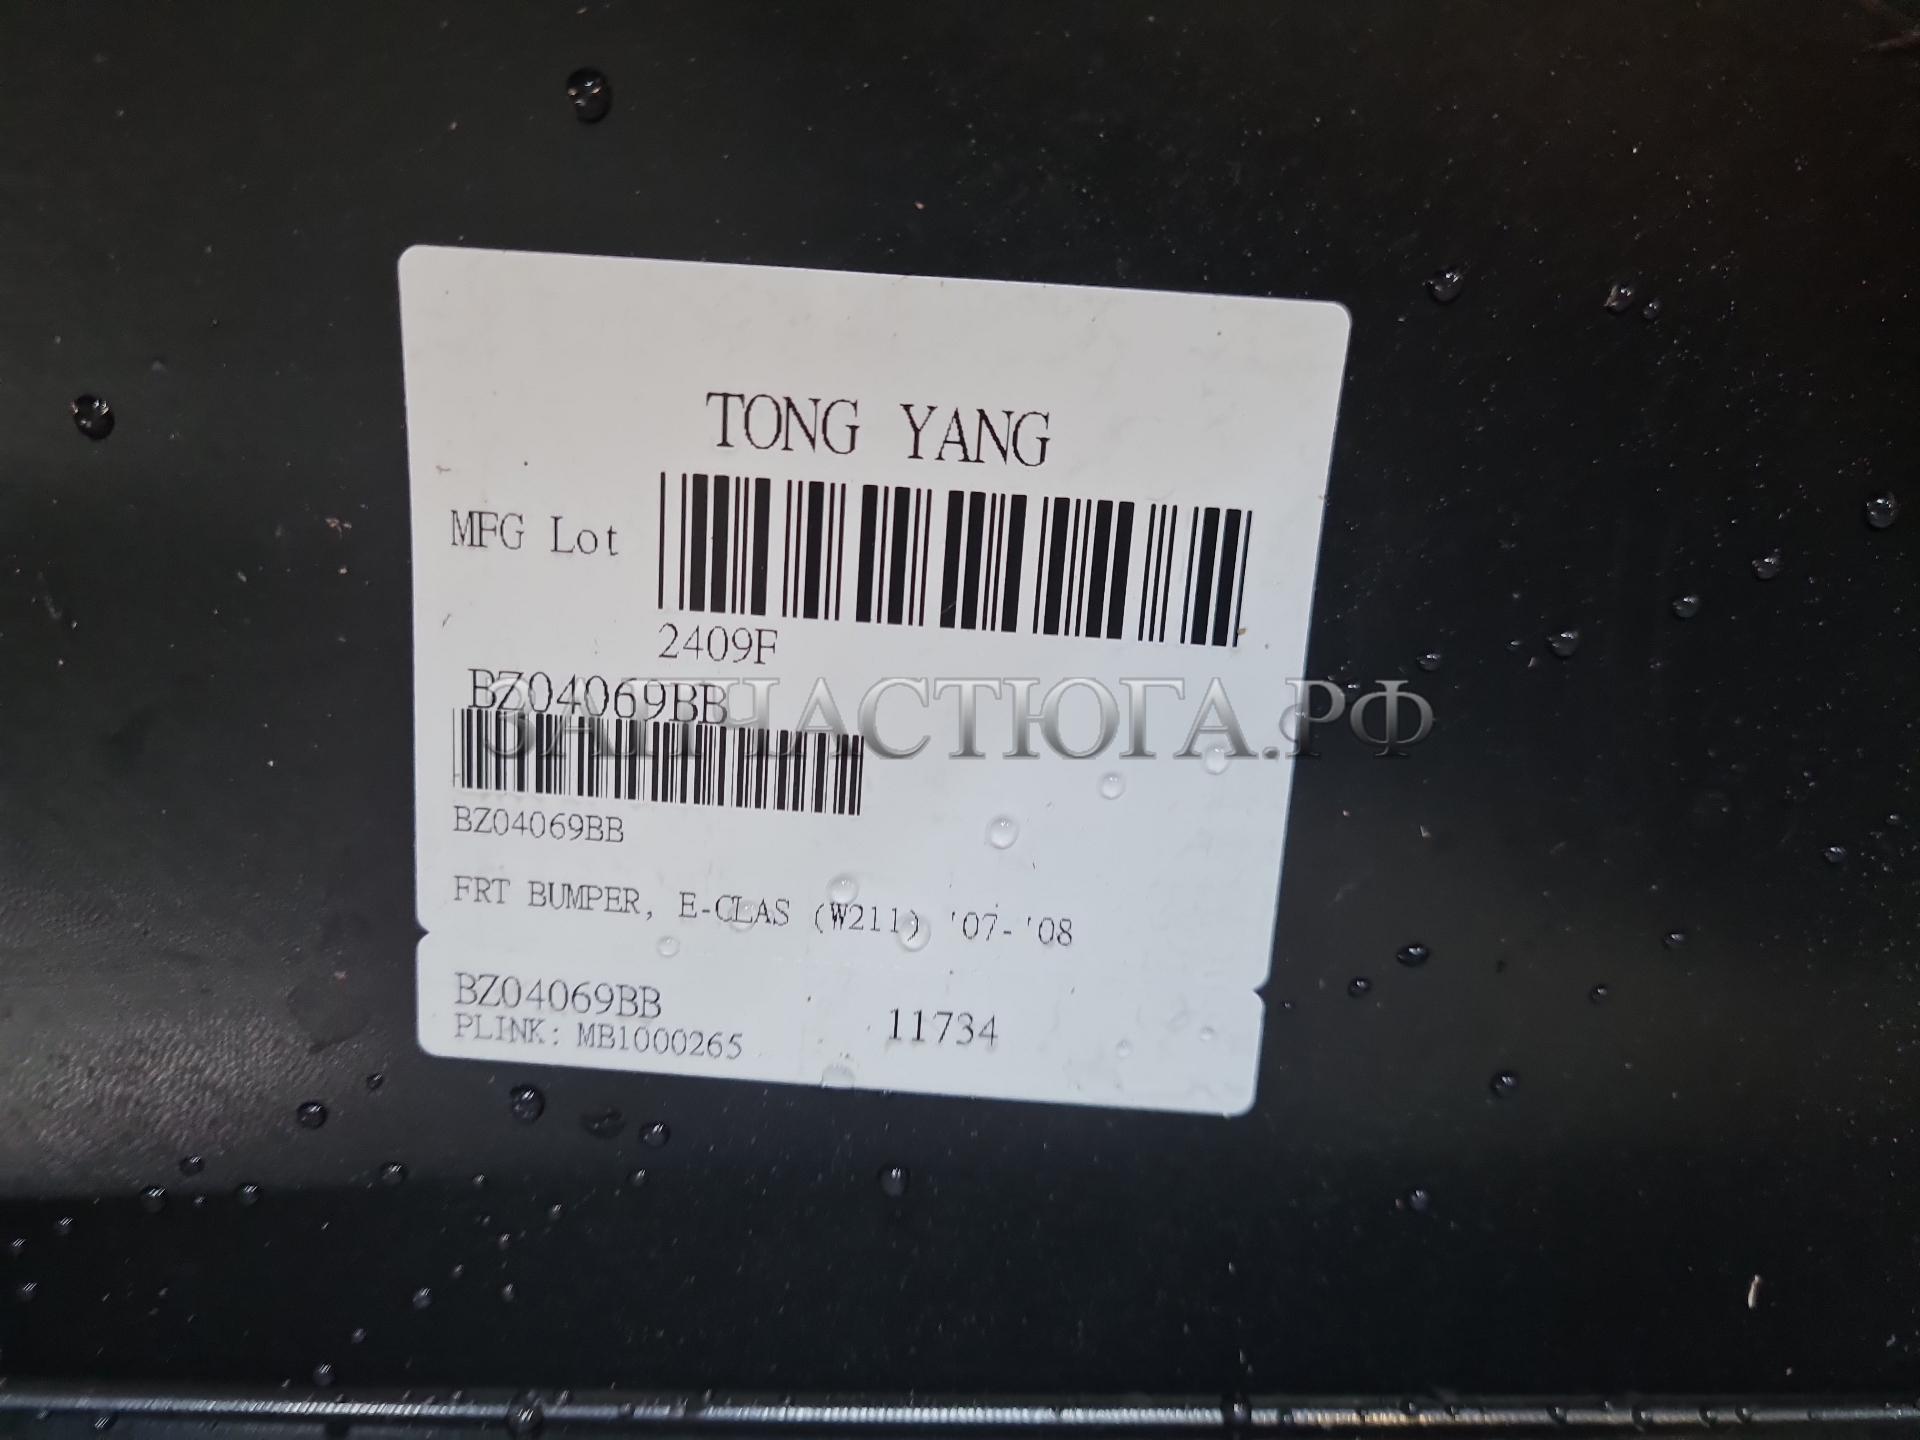 TONG YANG
MFG Lot
2409F
BZ04069BB
ЗАПЧАСТЮГА.РФ
BZ04069BB
FRT BUMPER, E-CLAS (W211) '07-'08
BZ04069BB
PLINK: MB1000265 11734